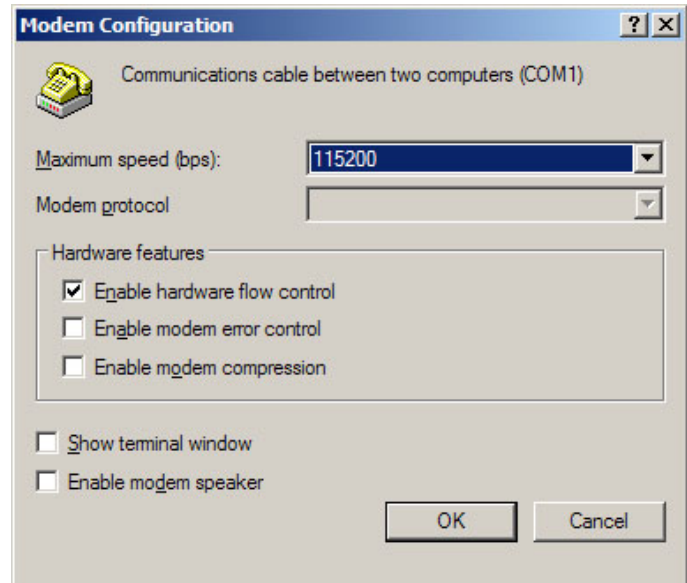 Modem Configuration
Communications cable between two computers (COM1)
Maximum speed (bps): 115200
Modem protocol
Hardware features
Enable hardware flow control
Enable modem error control
Enable modem compression
Show terminal window
Enable modem speaker
OK Cancel